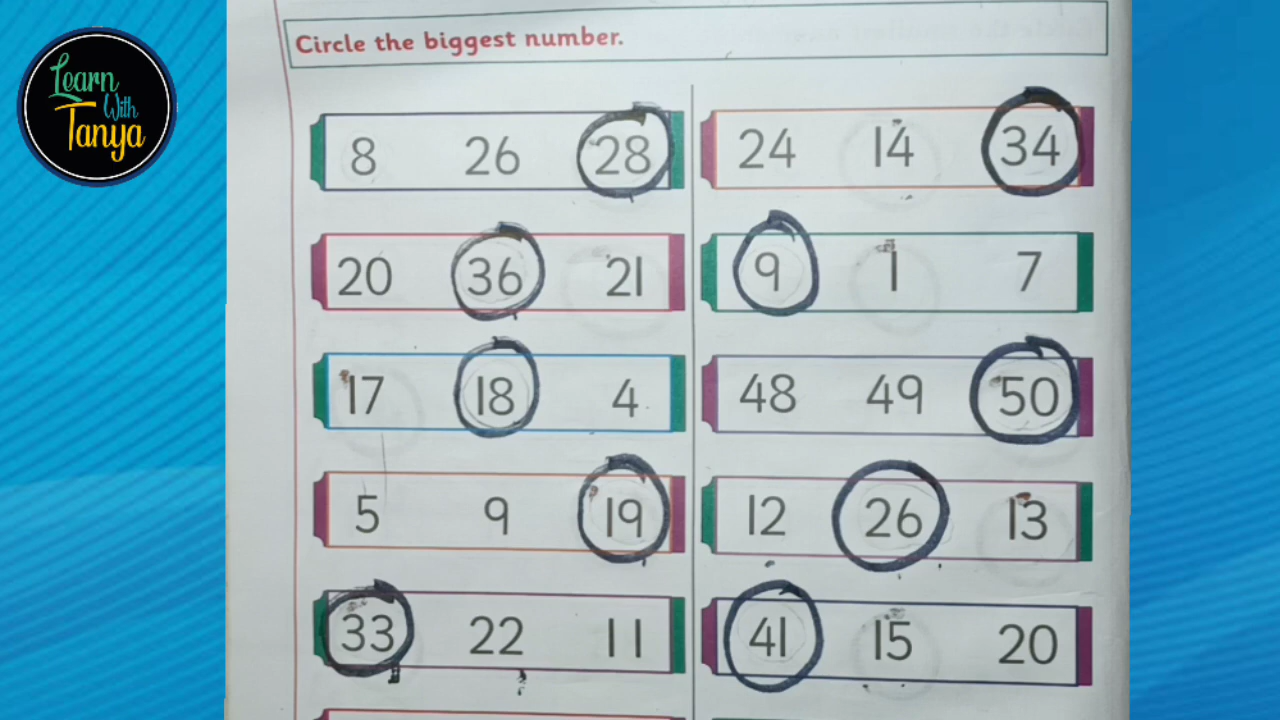 Learn
With
Tanya
Circle the biggest number.
8 26 28
20 36 21
17 18 4
5 9 19
33 22 11
24 14 34
9 1 7
48 49 50
12 26 13
41 15 20